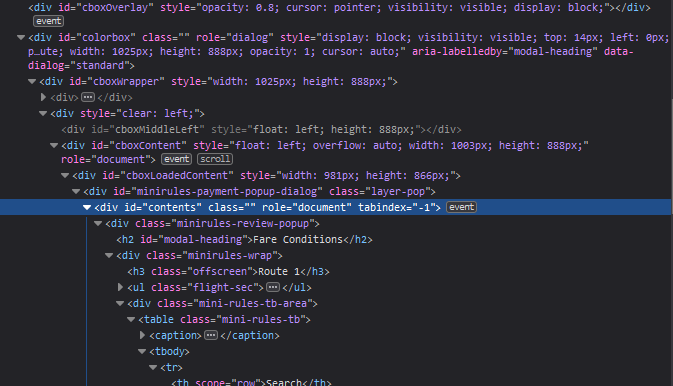 <div id="cboxOverlay" style="opacity: 0.8; cursor: pointer; visibility: visible; display: block;"></div>
event
<div id="colorbox" class="" role="dialog" style="display: block; visibility: visible; top: 14px; left: 0px;
p…ute; width: 1025px; height: 888px; opacity: 1; cursor: auto;" aria-labelledby="modal-heading" data-
dialog="standard">
<div id="cboxWrapper" style="width: 1025px; height: 888px;">
<div>…</div>
<div style="clear: left;">
<div id="cboxMiddleLeft" style="float: left; height: 888px;"></div>
<div id="cboxContent" style="float: left; overflow: auto; width: 1003px; height: 888px;"
role="document"> event scroll
<div id="cboxLoadedContent" style="width: 981px; height: 866px;">
<div id="minirules-payment-popup-dialog" class="layer-pop">
<div id="contents" class="" role="document" tabindex="-1"> event
<div class="minirules-review-popup">
<h2 id="modal-heading">Fare Conditions</h2>
<div class="minirules-wrap">
<h3 class="offscreen">Route 1</h3>
<ul class="flight-sec">…</ul>
<div class="mini-rules-tb-area">
<table class="mini-rules-tb">
<caption>…</caption>
<tbody>
<tr>
<th scope="row">Search</th>